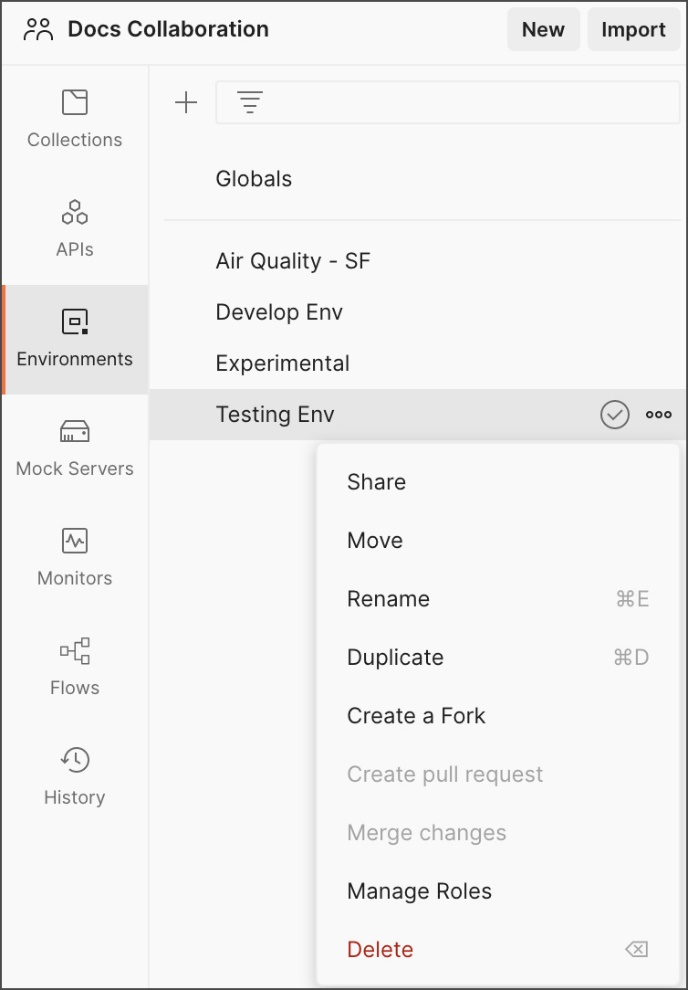 Docs Collaboration
New
Import
Collections
APIs
Environments
Mock Servers
Monitors
Flows
History
Globals
Air Quality - SF
Develop Env
Experimental
Testing Env
Share
Move
Rename ⌘E
Duplicate ⌘D
Create a Fork
Create pull request
Merge changes
Manage Roles
Delete ⌫